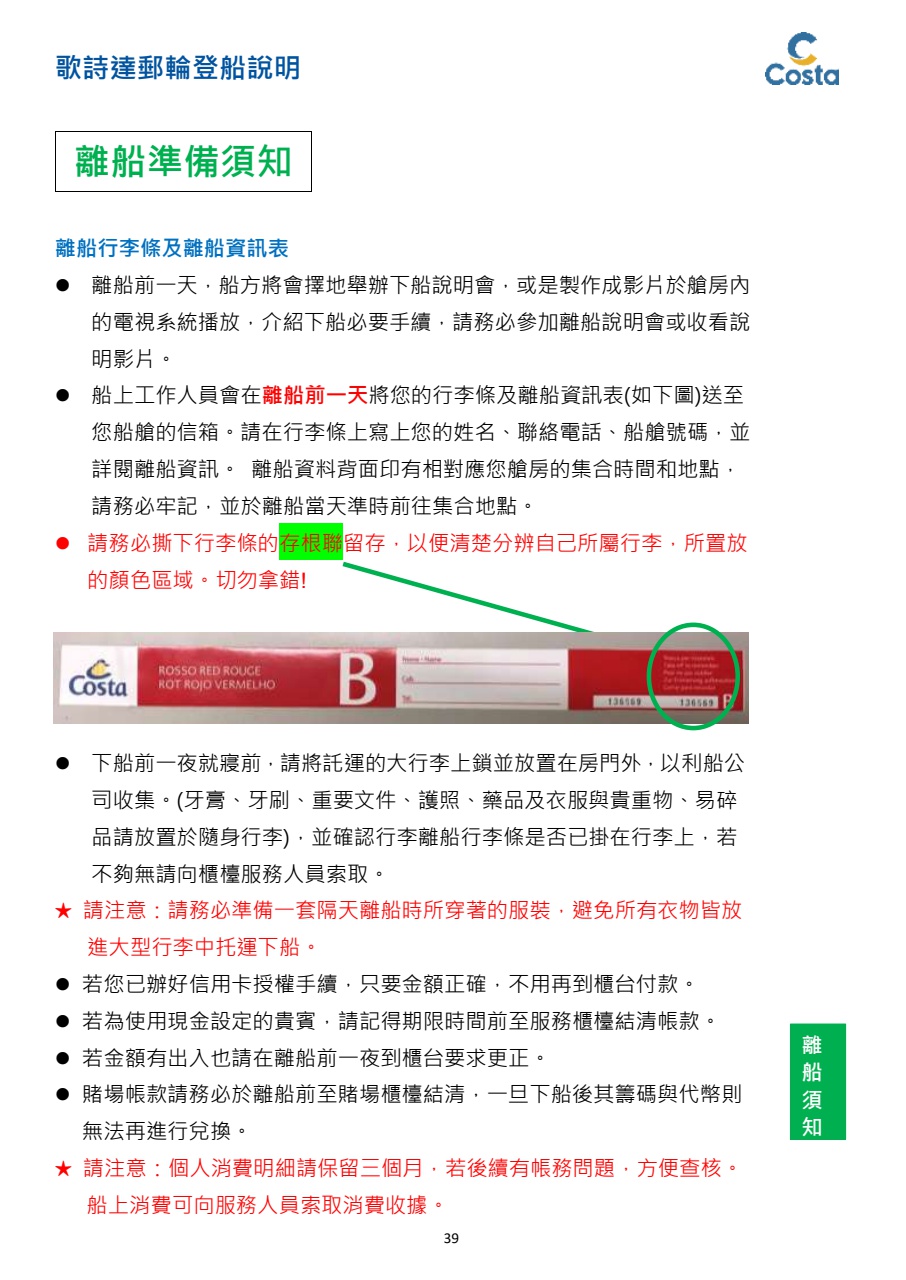 歌詩達郵輪登船說明
Costa
離船準備須知
離船行李條及離船資訊表
● 離船前一天，船方將會擇地舉辦下船說明會，或是製作成影片於艙房內
的電視系統播放，介紹下船必要手續，請務必參加離船說明會或收看說
明影片。
● 船上工作人員會在離船前一天將您的行李條及離船資訊表(如下圖)送至
您船艙的信箱。請在行李條上寫上您的姓名、聯絡電話、船艙號碼，並
詳閱離船資訊。 離船資料背面印有相對應您艙房的集合時間和地點，
請務必牢記，並於離船當天準時前往集合地點。
● 請務必撕下行李條的存根聯留存，以便清楚分辨自己所屬行李，所置放
的顏色區域。切勿拿錯!
Costa
ROSSO RED ROUGE
ROT ROJO VERMELHO
B
Nome - Name
Cab.
Tel.
136569
136569
B
● 下船前一夜就寢前，請將託運的大行李上鎖並放置在房門外，以利船公
司收集。(牙膏、牙刷、重要文件、護照、藥品及衣服與貴重物、易碎
品請放置於隨身行李)，並確認行李離船行李條是否已掛在行李上，若
不夠無請向櫃檯服務人員索取。
★ 請注意：請務必準備一套隔天離船時所穿著的服裝，避免所有衣物皆放
進大型行李中托運下船。
● 若您已辦好信用卡授權手續，只要金額正確，不用再到櫃台付款。
● 若為使用現金設定的貴賓，請記得期限時間前至服務櫃檯結清帳款。
● 若金額有出入也請在離船前一夜到櫃台要求更正。
● 賭場帳款請務必於離船前至賭場櫃檯結清，一旦下船後其籌碼與代幣則
無法再進行兌換。
★ 請注意：個人消費明細請保留三個月，若後續有帳務問題，方便查核。
船上消費可向服務人員索取消費收據。
離船須知
39